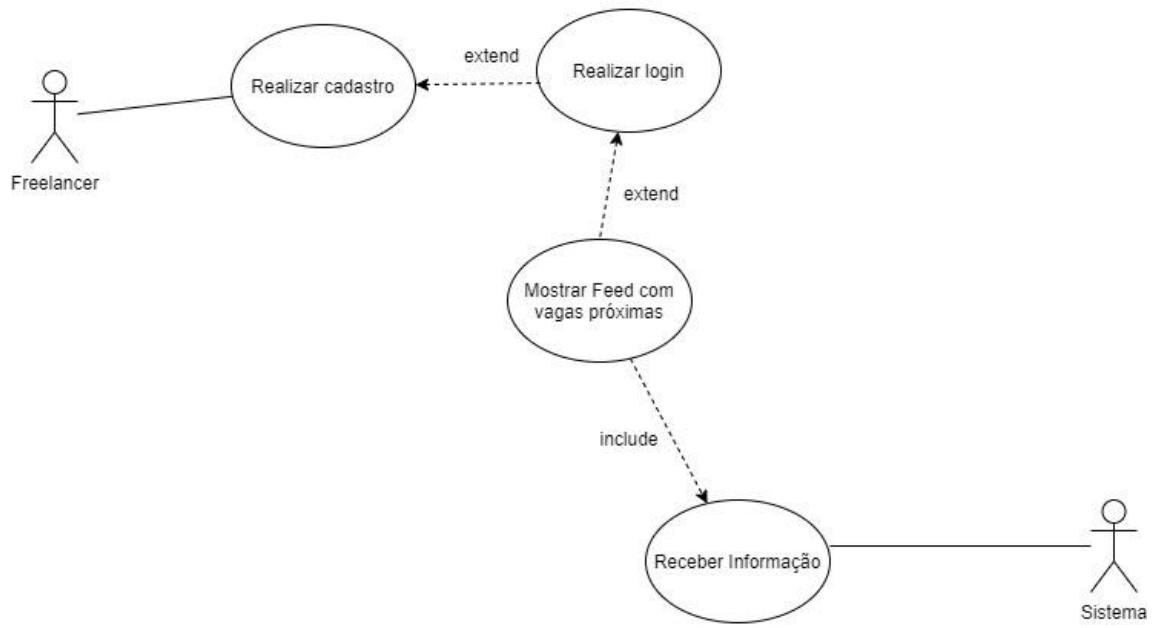 extend
Realizar cadastro
Realizar login
Freelancer
extend
Mostrar Feed com
vagas próximas
include
Receber Informação
Sistema